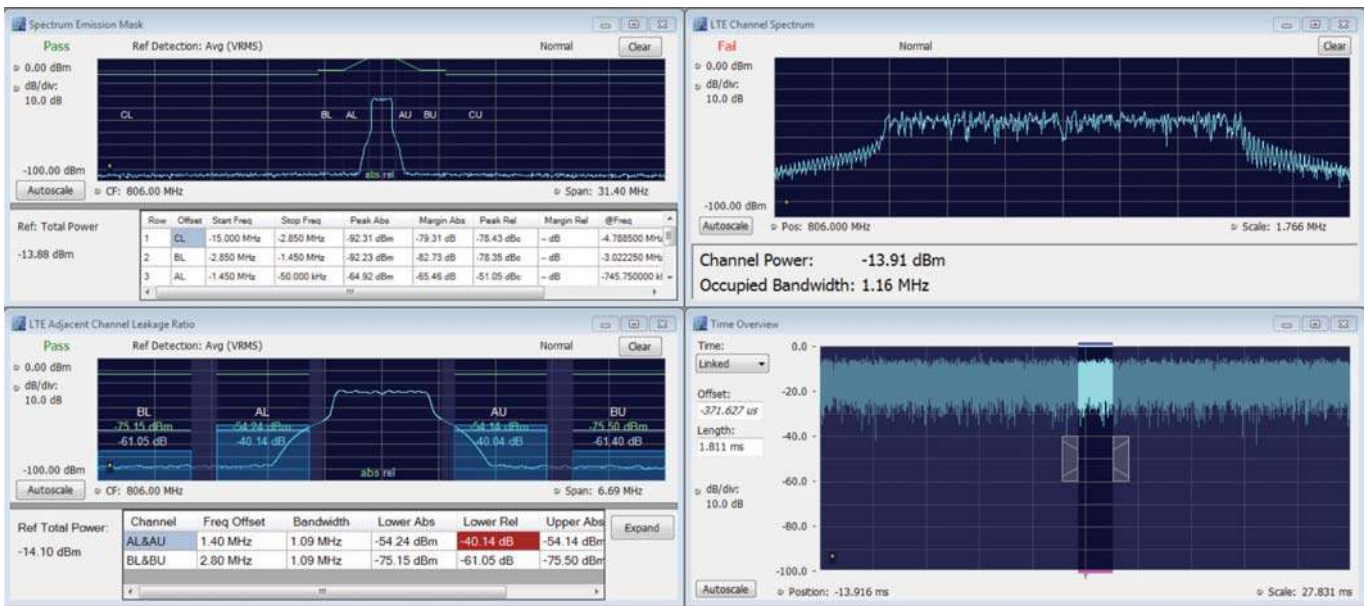 Spectrum Emission Mask
Pass Ref Detection: Avg (VRMS) Normal Clear
0.00 dBm
dB/div:
10.0 dB
CL BL AL AU BU CU
abs rel
-100.00 dBm
Autoscale CF: 806.00 MHz Span: 31.40 MHz
Ref: Total Power
-13.88 dBm
Row Offset Start Freq Stop Freq Peak Abs Margin Abs Peak Rel Margin Rel @Freq
1 CL -15.000 MHz -2.850 MHz -92.31 dBm -79.31 dB -78.43 dBc -- dB -4.788500 MHz
2 BL -2.850 MHz -1.450 MHz -92.23 dBm -82.73 dB -78.35 dBc -- dB -3.022250 MHz
3 AL -1.450 MHz -50.000 kHz -64.92 dBm -65.46 dB -51.05 dBc -- dB -745.750000 kH
LTE Channel Spectrum
Fail Normal Clear
0.00 dBm
dB/div:
10.0 dB
-100.00 dBm
Autoscale Pos: 806.000 MHz Scale: 1.766 MHz
Channel Power: -13.91 dBm
Occupied Bandwidth: 1.16 MHz
LTE Adjacent Channel Leakage Ratio
Pass Ref Detection: Avg (VRMS) Normal Clear
0.00 dBm
dB/div:
10.0 dB
BL AL AU BU
-75.15 dBm -54.24 dBm -54.14 dBm -75.50 dBm
-61.05 dB -40.14 dB -40.04 dB -61.40 dB
abs rel
-100.00 dBm
Autoscale CF: 806.00 MHz Span: 6.69 MHz
Ref Total Power:
-14.10 dBm
Channel Freq Offset Bandwidth Lower Abs Lower Rel Upper Abs
AL&AU 1.40 MHz 1.09 MHz -54.24 dBm -40.14 dB -54.14 dBm
BL&BU 2.80 MHz 1.09 MHz -75.15 dBm -61.05 dB -75.50 dBm
Expand
Time Overview
Time:
Linked
Offset:
-371.627 us
Length:
1.811 ms
dB/div:
10.0 dB
0.0
-20.0
-40.0
-60.0
-80.0
-100.0
Autoscale Position: -13.916 ms Scale: 27.831 ms